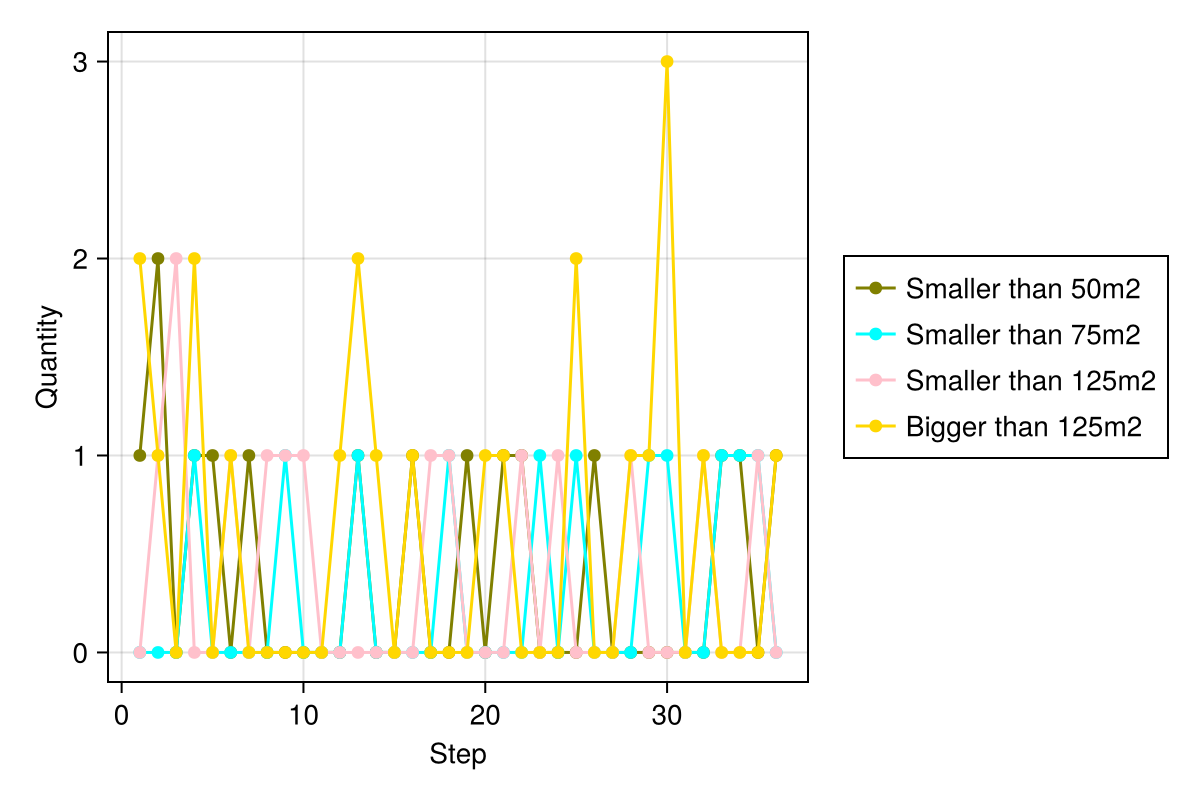 3
2
1
0
Quantity
0 10 20 30
Step
Smaller than 50m2
Smaller than 75m2
Smaller than 125m2
Bigger than 125m2